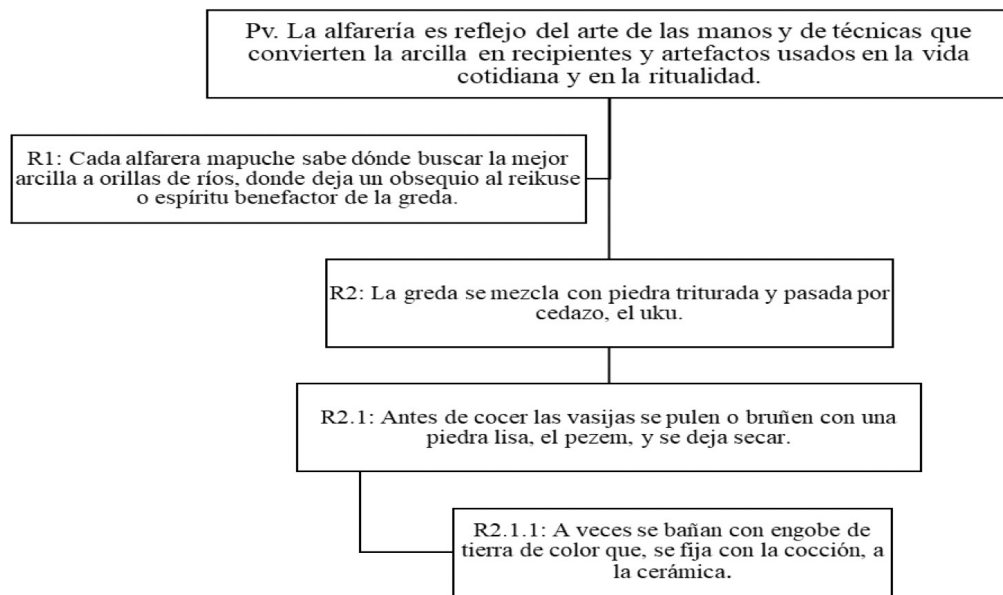 Pv. La alfarería es reflejo del arte de las manos y de técnicas que
convierten la arcilla en recipientes y artefactos usados en la vida
cotidiana y en la ritualidad.
R1: Cada alfarera mapuche sabe dónde buscar la mejor
arcilla a orillas de ríos, donde deja un obsequio al reikuse
o espíritu benefactor de la greda.
R2: La greda se mezcla con piedra triturada y pasada por
cedazo, el uku.
R2.1: Antes de cocer las vasijas se pulen o bruñen con una
piedra lisa, el pezem, y se deja secar.
R2.1.1: A veces se bañan con engobe de
tierra de color que, se fija con la cocción, a
la cerámica.